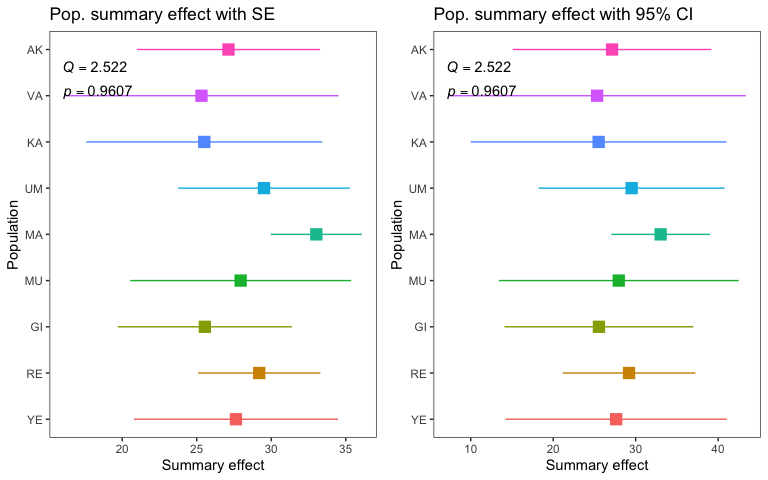 Pop. summary effect with SE
AK
Q = 2.522
VA
p = 0.9607
KA
UM
MA
MU
GI
RE
YE
Population
20 25 30 35
Summary effect
Pop. summary effect with 95% CI
AK
Q = 2.522
VA
p = 0.9607
KA
UM
MA
MU
GI
RE
YE
Population
10 20 30 40
Summary effect